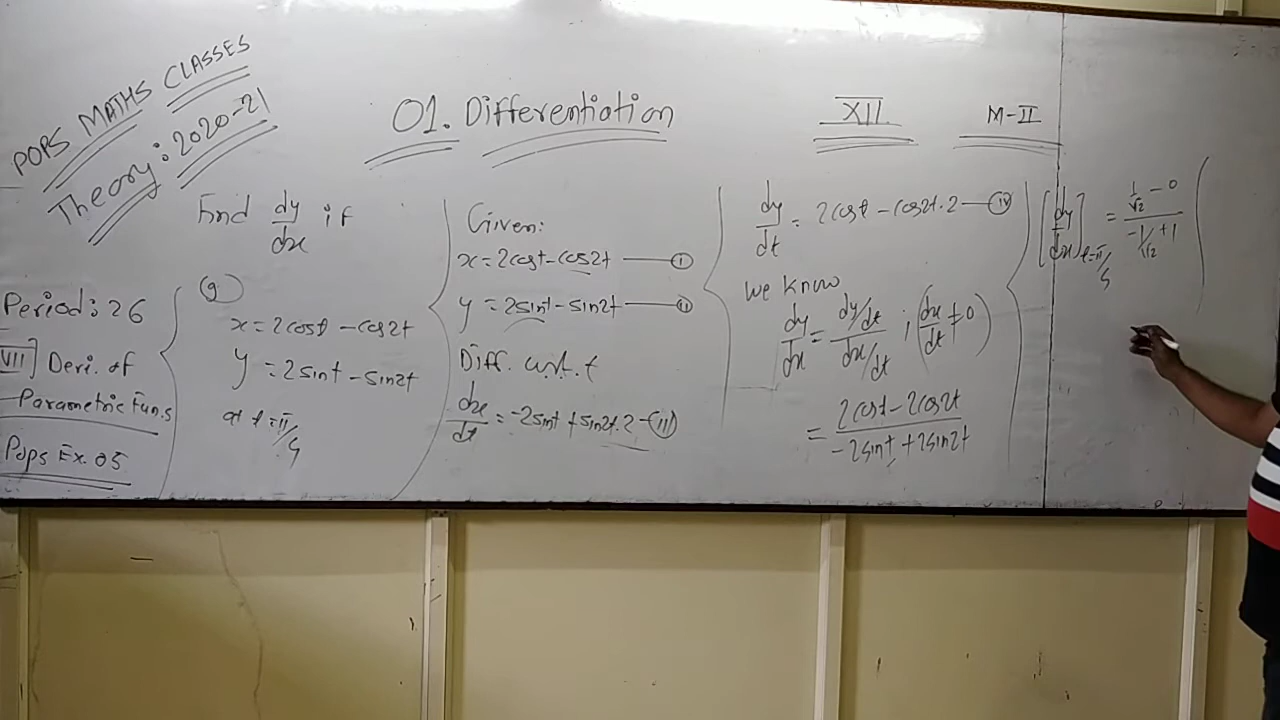 POPS MATHS CLASSES
Theory: 2020-21
01. Differentiation
XII
M-II
Period: 26
VII] Deri. of
Parametric Fun.s
Pops Ex. 05
Find dy/dx if
9)
x = 2cost - cos2t
y = 2sint - sin2t
at t = π/4
Given:
x = 2cost - cos2t — (i)
y = 2sint - sin2t — (ii)
Diff. w.r.t t
dx/dt = -2sint + sin2t.2 — (iii)
dy/dt = 2cost - cos2t.2 — (iv)
we know
dy/dx = (dy/dt)/(dx/dt) ; (dx/dt ≠ 0)
= (2cost - 2cos2t)/(-2sint + 2sin2t)
[dy/dx]t=π/4 = (1/√2 - 0)/(-1/√2 + 1)